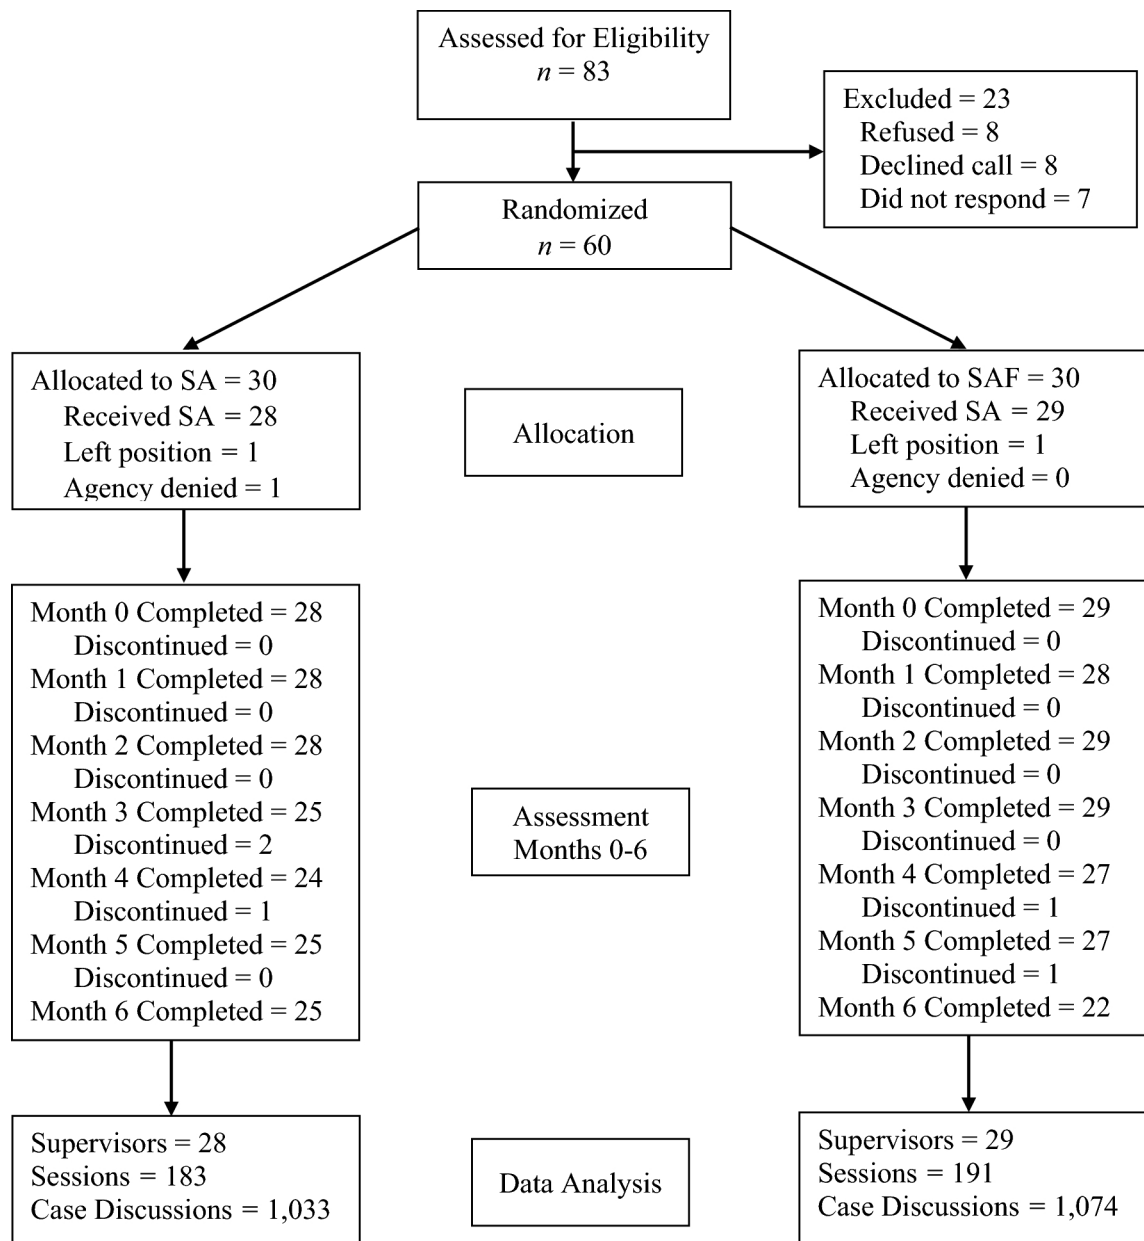 Assessed for Eligibility
n = 83
Excluded = 23
Refused = 8
Declined call = 8
Did not respond = 7
Randomized
n = 60
Allocated to SA = 30
Received SA = 28
Left position = 1
Agency denied = 1
Allocation
Allocated to SAF = 30
Received SA = 29
Left position = 1
Agency denied = 0
Month 0 Completed = 28
Discontinued = 0
Month 1 Completed = 28
Discontinued = 0
Month 2 Completed = 28
Discontinued = 0
Month 3 Completed = 25
Discontinued = 2
Month 4 Completed = 24
Discontinued = 1
Month 5 Completed = 25
Discontinued = 0
Month 6 Completed = 25
Assessment
Months 0-6
Month 0 Completed = 29
Discontinued = 0
Month 1 Completed = 28
Discontinued = 0
Month 2 Completed = 29
Discontinued = 0
Month 3 Completed = 29
Discontinued = 0
Month 4 Completed = 27
Discontinued = 1
Month 5 Completed = 27
Discontinued = 1
Month 6 Completed = 22
Supervisors = 28
Sessions = 183
Case Discussions = 1,033
Data Analysis
Supervisors = 29
Sessions = 191
Case Discussions = 1,074